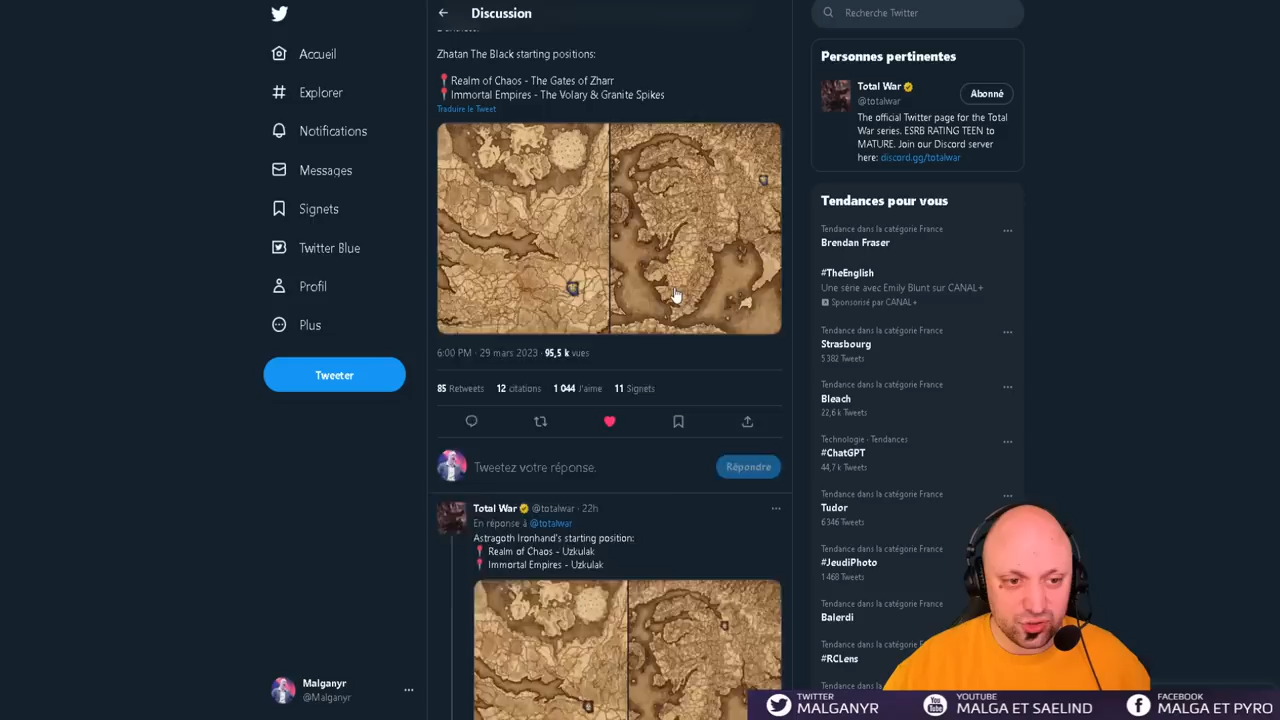 Discussion
Zhatan The Black starting positions:
📍Realm of Chaos - The Gates of Zharr
📍Immortal Empires - The Volary & Granite Spikes
Traduire le Tweet
6:00 PM · 29 mars 2023 · 95,5 k vues
85 Retweets 12 citations 1 044 J'aime 11 Signets
Tweetez votre réponse.
Répondre
Total War @totalwar · 22h
En réponse à @totalwar
Astragoth Ironhand's starting position:
📍 Realm of Chaos - Uzkulak
📍 Immortal Empires - Uzkulak
Accueil
Explorer
Notifications
Messages
Signets
Twitter Blue
Profil
Plus
Tweeter
Malganyr
@Malganyr
Recherche Twitter
Personnes pertinentes
Total War
@totalwar
Abonné
The official Twitter page for the Total
War series. ESRB RATING TEEN to
MATURE. Join our Discord server
here: discord.gg/totalwar
Tendances pour vous
Tendance dans la catégorie France
Brendan Fraser
#TheEnglish
Une série avec Emily Blunt sur CANAL+
Sponsorisé par CANAL+
Tendance dans la catégorie France
Strasbourg
5 382 Tweets
Tendance dans la catégorie France
Bleach
22,6 k Tweets
Technologie · Tendances
#ChatGPT
44,7 k Tweets
Tendance dans la catégorie France
Tudor
6 346 Tweets
Tendance dans la catégorie France
#JeudiPhoto
1 468 Tweets
Tendance dans la catégorie France
Balerdi
Tendance dans la catégorie F
#RCLens
Tendance dans la
TWITTER
MALGANYR
YOUTUBE
MALGA ET SAELIND
FACEBOOK
MALGA ET PYRO